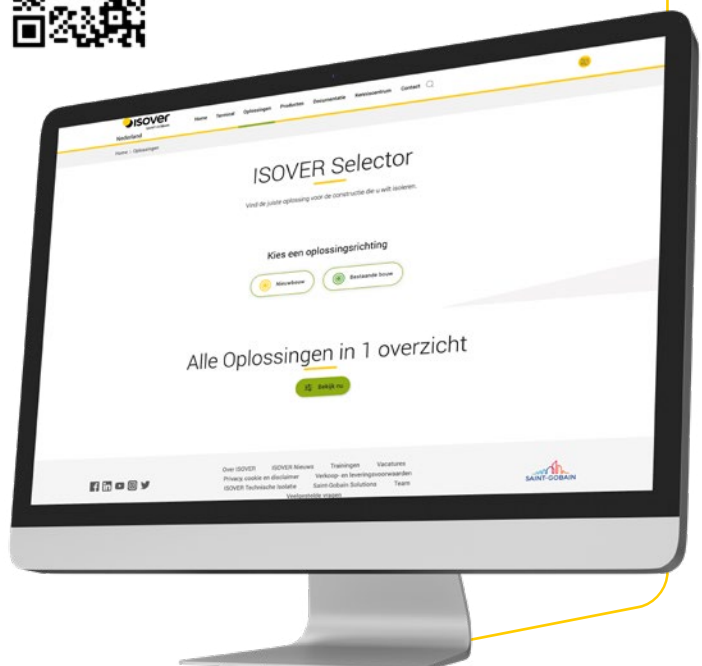 isover
SAINT-GOBAIN
Nederland
Home Terminal Oplossingen Producten Documentatie Kenniscentrum Contact
Home | Oplossingen
ISOVER Selector
Vind de juiste oplossing voor de constructie die u wilt isoleren.
Kies een oplossingsrichting
Nieuwbouw Bestaande bouw
Alle Oplossingen in 1 overzicht
Bekijk nu
Over ISOVER ISOVER Nieuws Trainingen Vacatures
Privacy, cookie en disclaimer Verkoop- en leveringsvoorwaarden
ISOVER Technische Isolatie Saint-Gobain Solutions Team
Veelgestelde vragen
SAINT-GOBAIN